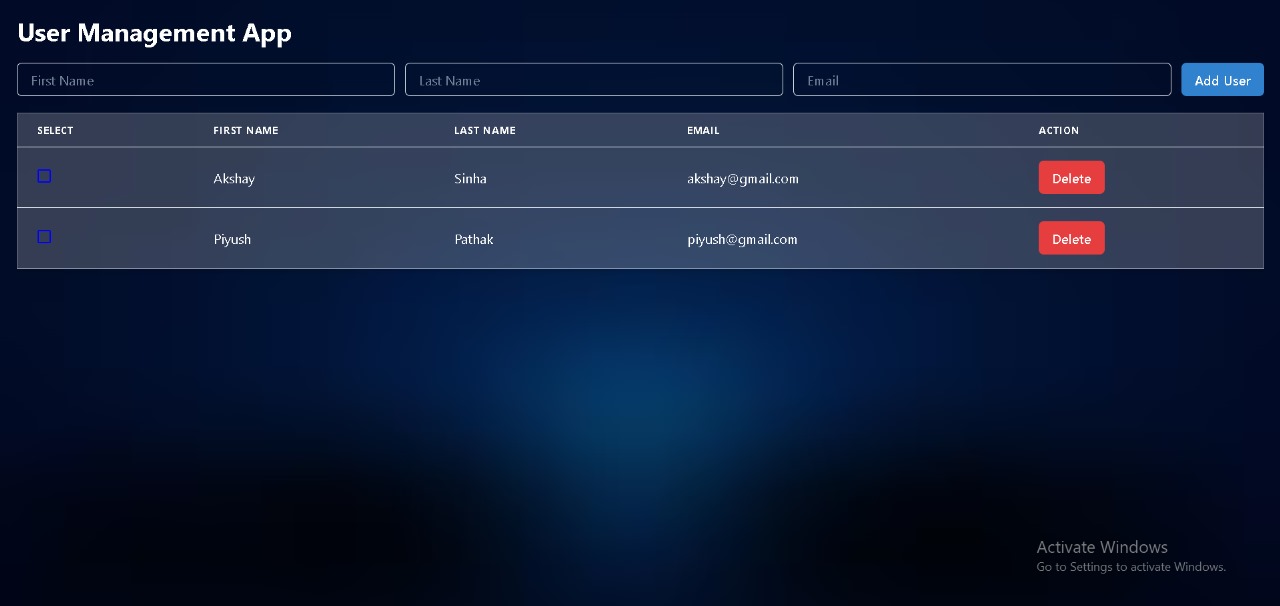 User Management App
First Name Last Name Email Add User
SELECT FIRST NAME LAST NAME EMAIL ACTION
Akshay Sinha akshay@gmail.com Delete
Piyush Pathak piyush@gmail.com Delete
Activate Windows
Go to Settings to activate Windows.